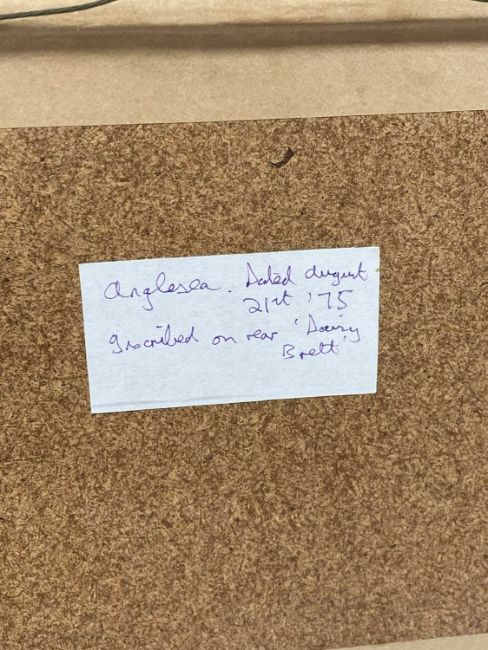 Anglesea. Dated August
21st '75
Inscribed on rear 'Daisy
Brett'